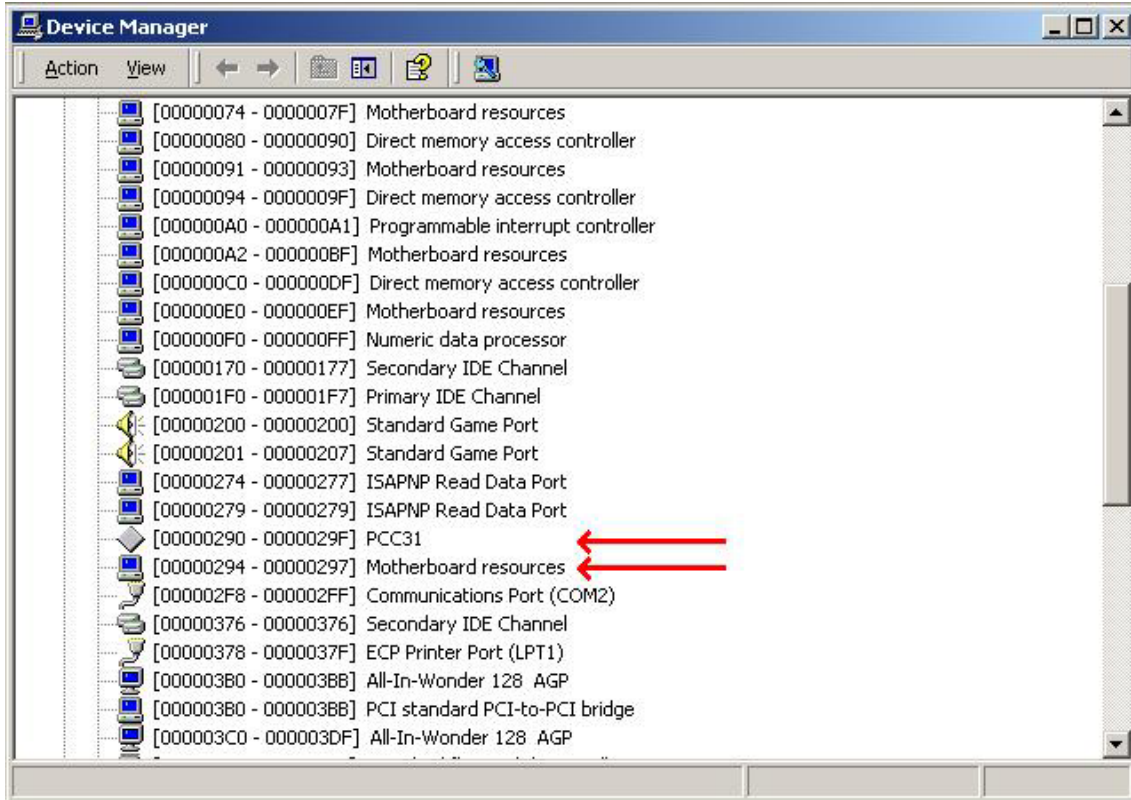 Device Manager
Action View
[00000074 - 0000007F] Motherboard resources
[00000080 - 00000090] Direct memory access controller
[00000091 - 00000093] Motherboard resources
[00000094 - 0000009F] Direct memory access controller
[000000A0 - 000000A1] Programmable interrupt controller
[000000A2 - 000000BF] Motherboard resources
[000000C0 - 000000DF] Direct memory access controller
[000000E0 - 000000EF] Motherboard resources
[000000F0 - 000000FF] Numeric data processor
[00000170 - 00000177] Secondary IDE Channel
[000001F0 - 000001F7] Primary IDE Channel
[00000200 - 00000200] Standard Game Port
[00000201 - 00000207] Standard Game Port
[00000274 - 00000277] ISAPNP Read Data Port
[00000279 - 00000279] ISAPNP Read Data Port
[00000290 - 0000029F] PCC31
[00000294 - 00000297] Motherboard resources
[000002F8 - 000002FF] Communications Port (COM2)
[00000376 - 00000376] Secondary IDE Channel
[00000378 - 0000037F] ECP Printer Port (LPT1)
[000003B0 - 000003BB] All-In-Wonder 128 AGP
[000003B0 - 000003BB] PCI standard PCI-to-PCI bridge
[000003C0 - 000003DF] All-In-Wonder 128 AGP